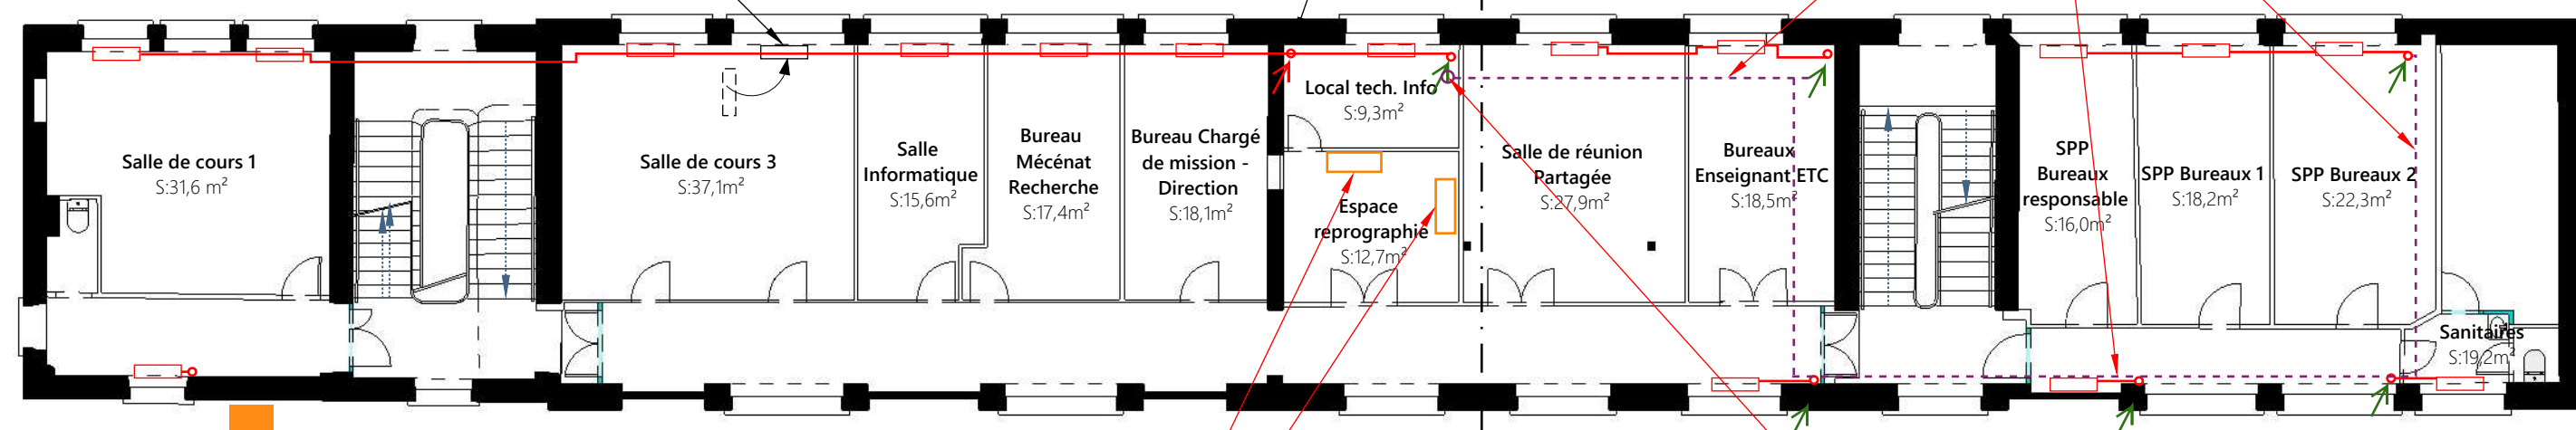 Salle de cours 1
S:31,6 m²
Salle de cours 3
S:37,1m²
Salle
Informatique
S:15,6m²
Bureau
Mécénat
Recherche
S:17,4m²
Bureau Chargé
de mission -
Direction
S:18,1m²
Local tech. Info
S:9,3m²
Espace
reprographie
S:12,7m²
Salle de réunion
Partagée
S:27,9m²
Bureaux
Enseignant ETC
S:18,5m²
SPP
Bureaux
responsable
S:16,0m²
SPP Bureaux 1
S:18,2m²
SPP Bureaux 2
S:22,3m²
Sanitaires
S:19,2m²